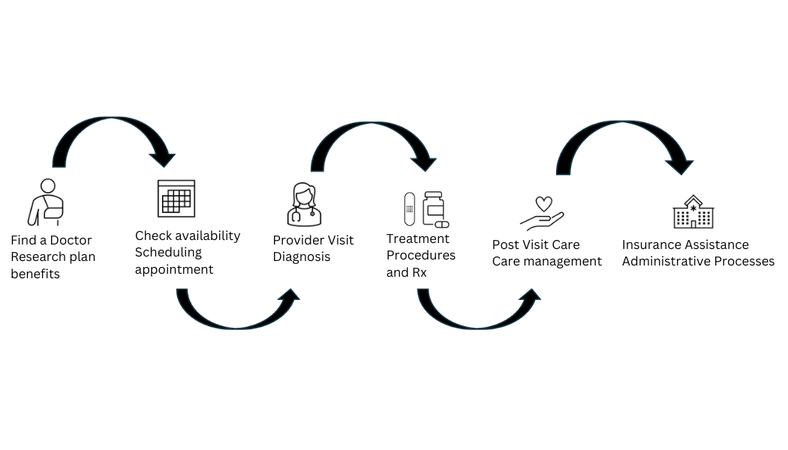 Find a Doctor
Research plan
benefits
Check availability
Scheduling
appointment
Provider Visit
Diagnosis
Treatment
Procedures
and Rx
Post Visit Care
Care management
Insurance Assistance
Administrative Processes